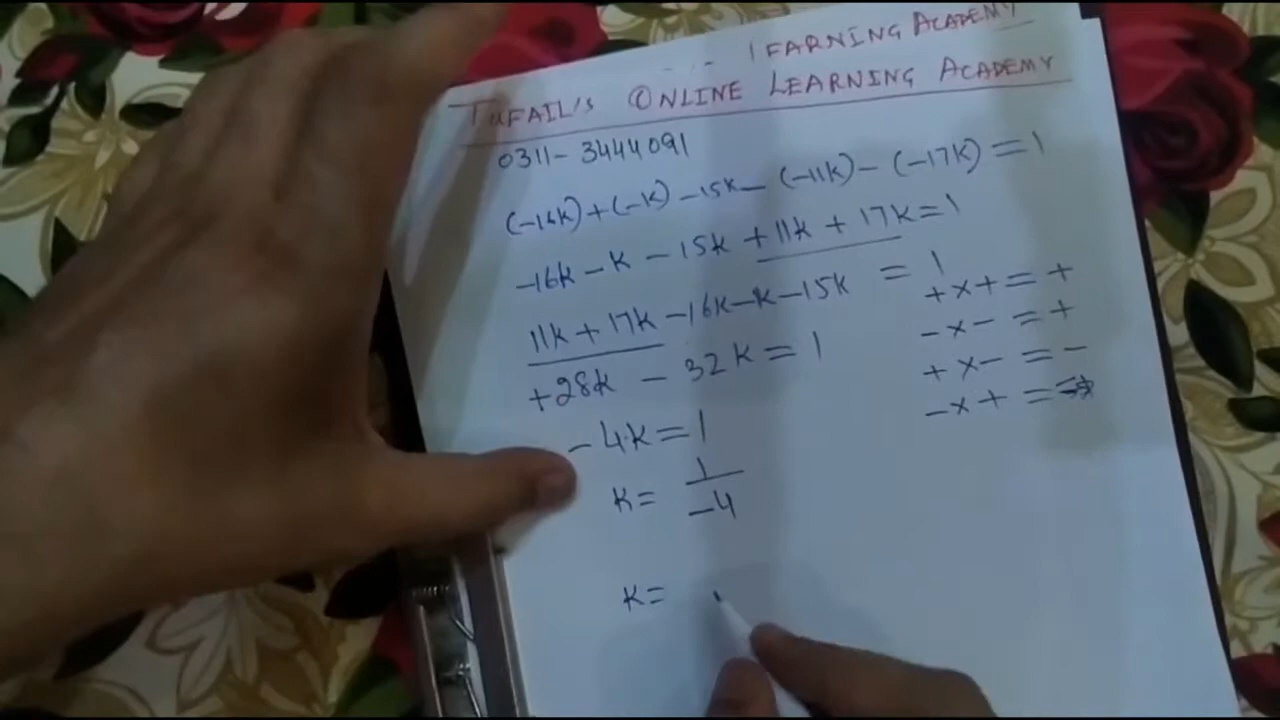 LEARNING ACADEMY
TUFAIL'S ONLINE LEARNING ACADEMY
0311-3444091
(-16k)+(-k)-15k-(-11k)-(-17k)=1
-16k-k-15k+11k+17k=1
11k+17k-16k-k-15k=1
+28k-32k=1
-4k=1
k=1/-4
k=
+x+=+
-x-=+
+x-=-
-x+=-